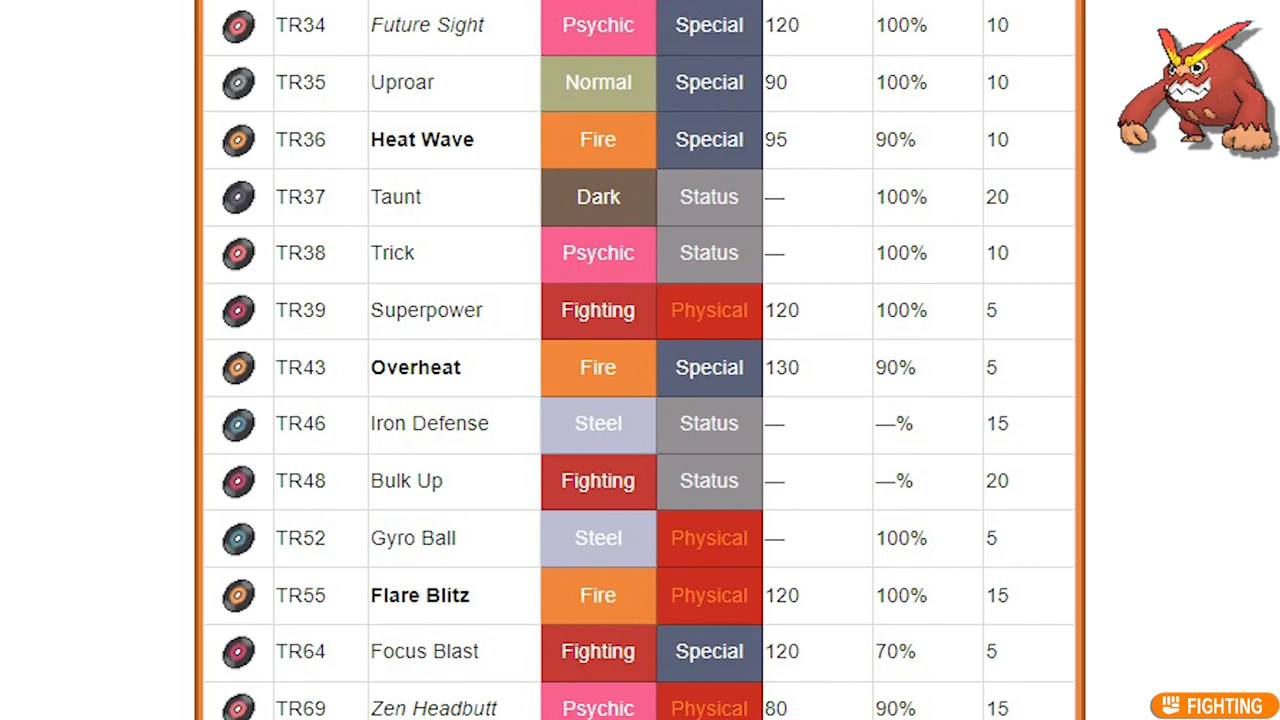 TR34 Future Sight Psychic Special 120 100% 10
TR35 Uproar Normal Special 90 100% 10
TR36 Heat Wave Fire Special 95 90% 10
TR37 Taunt Dark Status — 100% 20
TR38 Trick Psychic Status — 100% 10
TR39 Superpower Fighting Physical 120 100% 5
TR43 Overheat Fire Special 130 90% 5
TR46 Iron Defense Steel Status — —% 15
TR48 Bulk Up Fighting Status — —% 20
TR52 Gyro Ball Steel Physical — 100% 5
TR55 Flare Blitz Fire Physical 120 100% 15
TR64 Focus Blast Fighting Special 120 70% 5
TR69 Zen Headbutt Psychic Physical 80 90% 15
FIGHTING